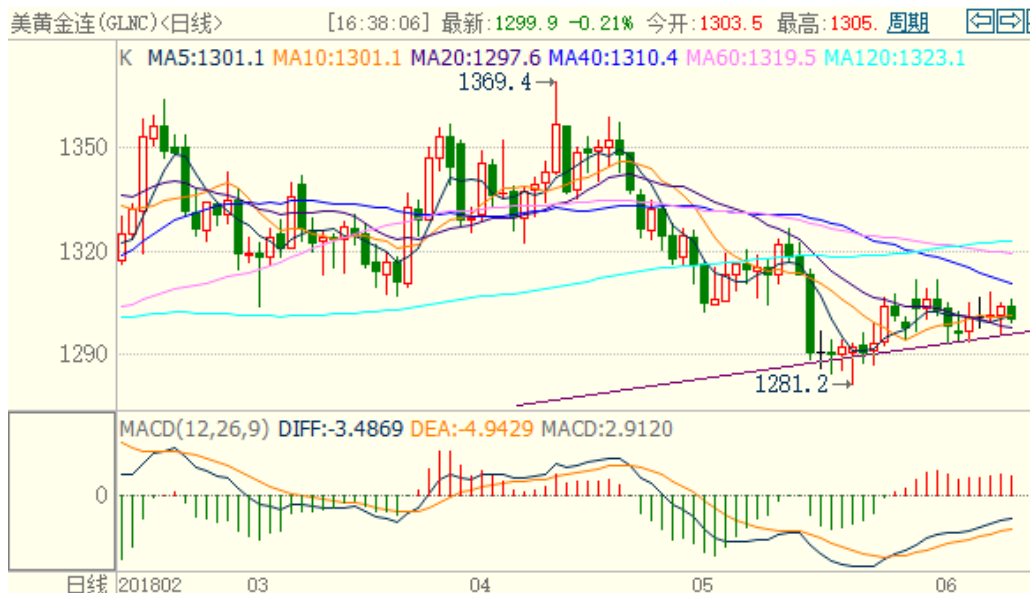 美黄金连(GLNC)<日线> [16:38:06] 最新:1299.9 -0.21% 今开:1303.5 最高:1305. 周期
K MA5:1301.1 MA10:1301.1 MA20:1297.6 MA40:1310.4 MA60:1319.5 MA120:1323.1
1369.4→
1350
1320
1290
1281.2→
MACD(12,26,9) DIFF:-3.4869 DEA:-4.9429 MACD:2.9120
0
日线 201802 03 04 05 06